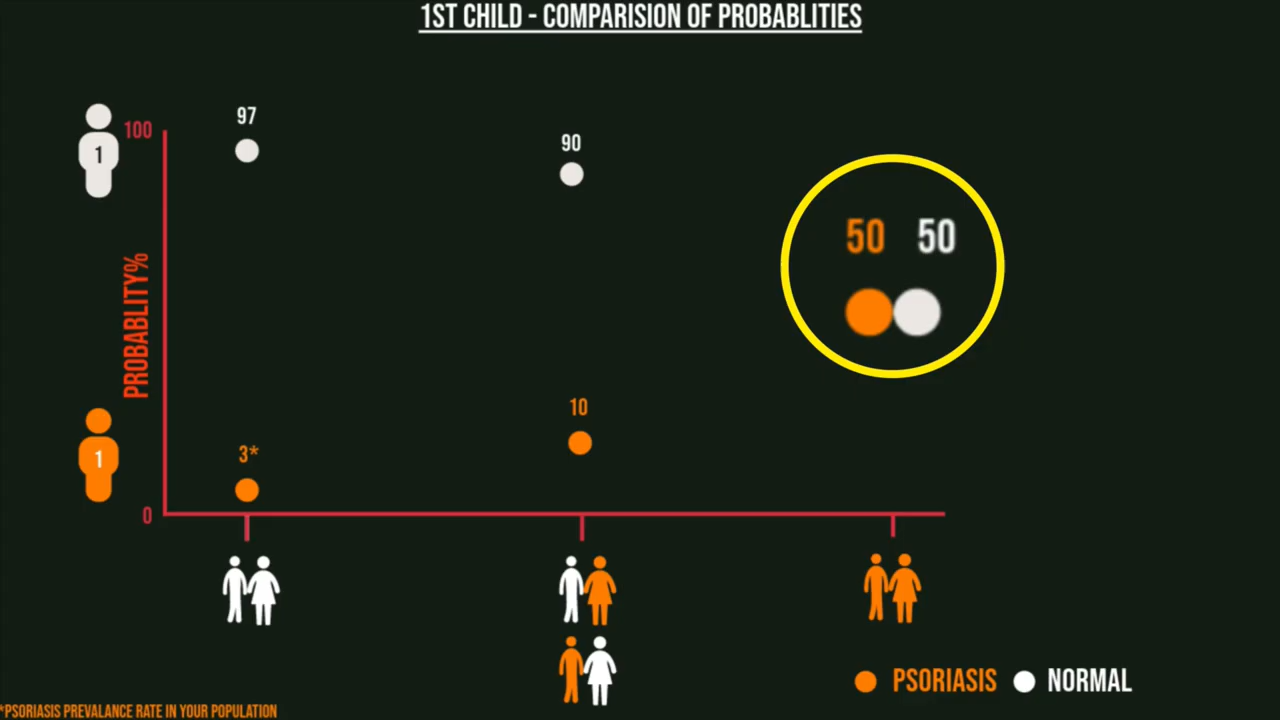 1ST CHILD - COMPARISION OF PROBABLITIES
97
100
90
1
50 50
PROBABLITY%
10
3*
1
0
PSORIASIS NORMAL
*PSORIASIS PREVALANCE RATE IN YOUR POPULATION